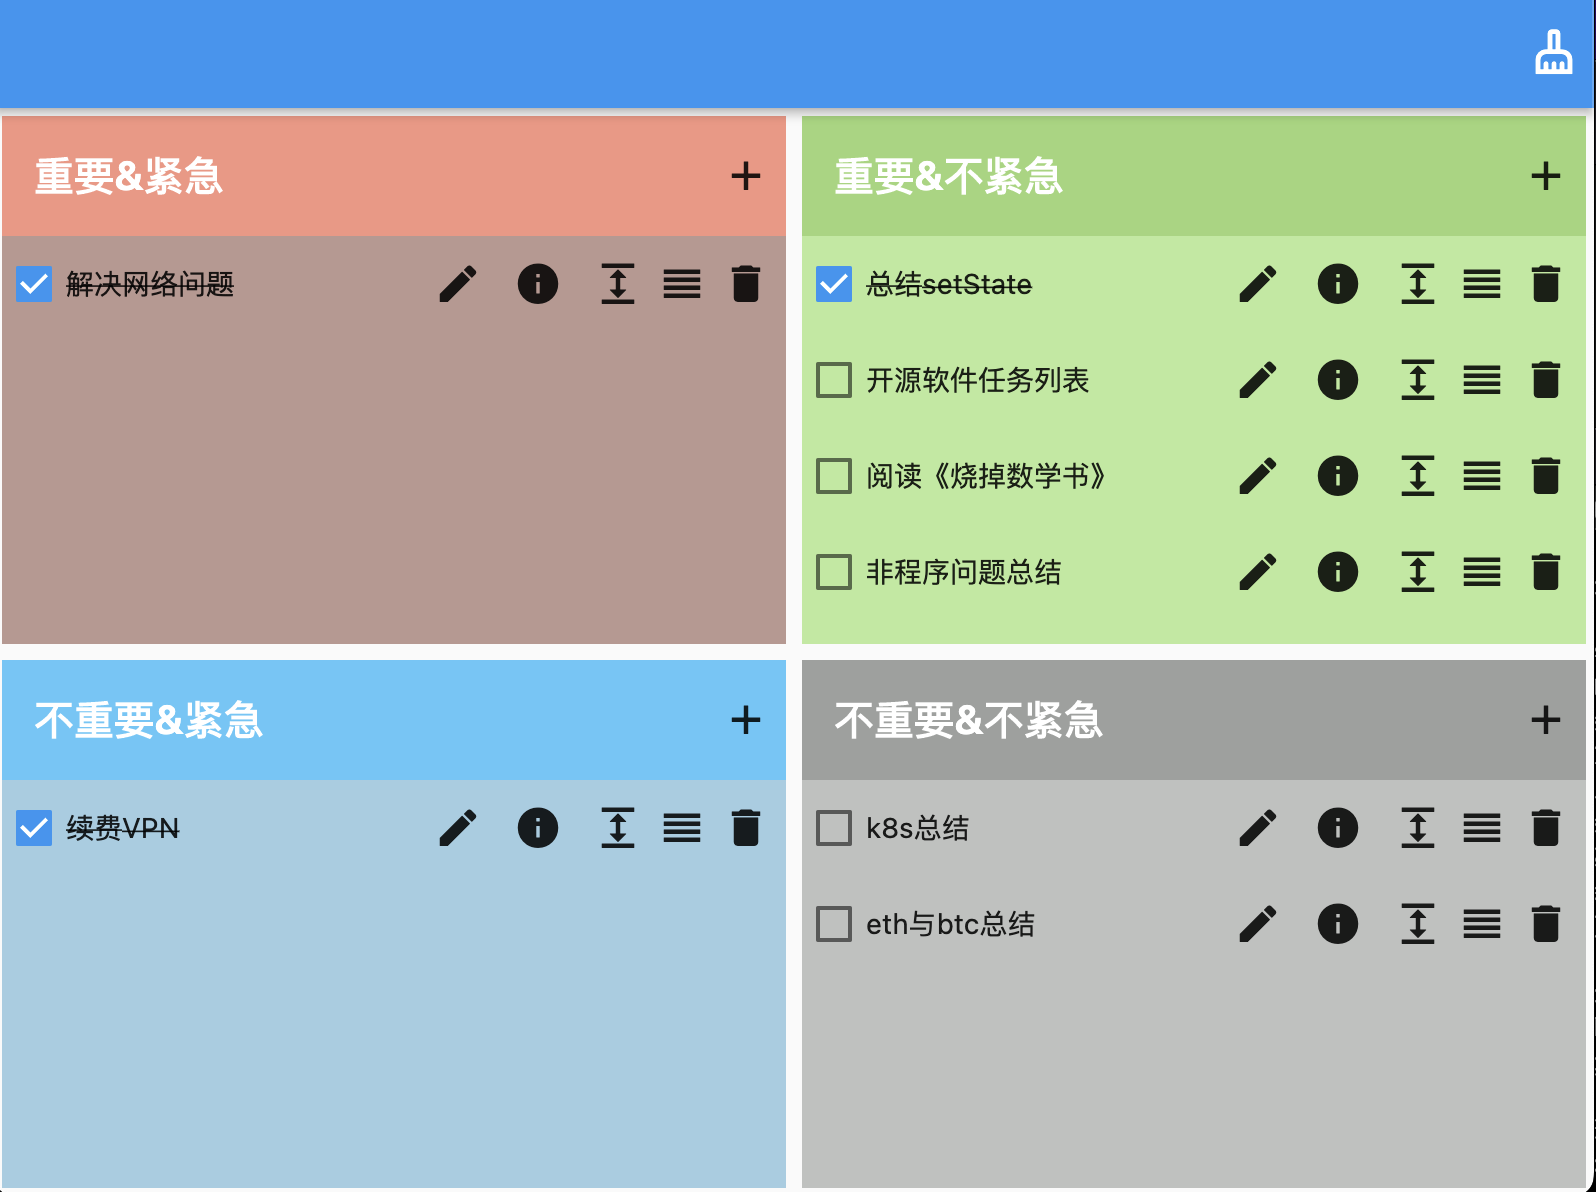 重要&紧急
解决网络问题
重要&不紧急
总结setState
开源软件任务列表
阅读《烧掉数学书》
非程序问题总结
不重要&紧急
续费VPN
不重要&不紧急
k8s总结
eth与btc总结